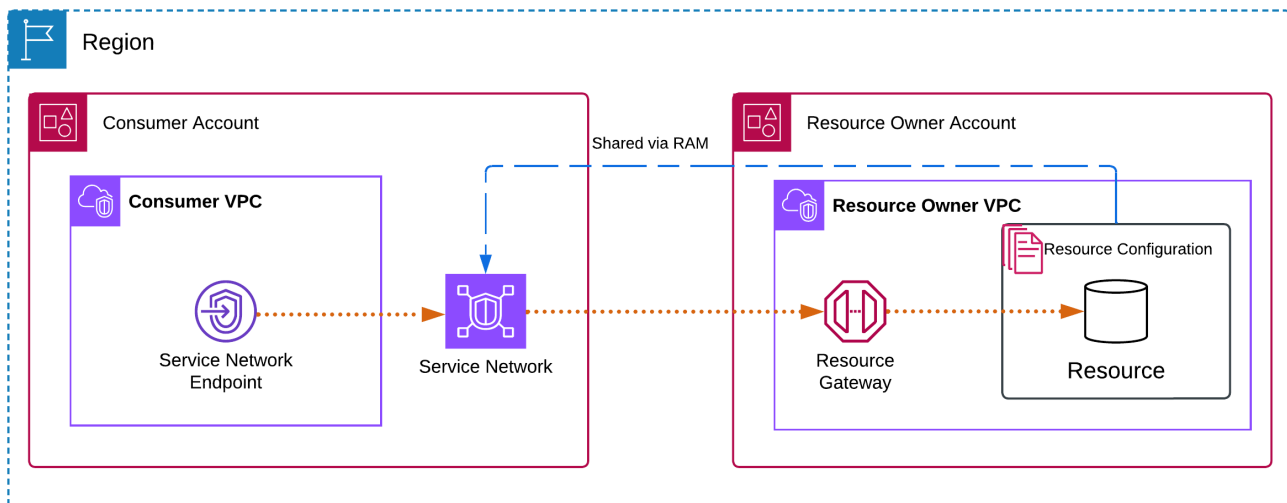 Region
Consumer Account
Shared via RAM
Resource Owner Account
Consumer VPC
Resource Owner VPC
Resource Configuration
Service Network
Endpoint
Service Network
Resource
Gateway
Resource